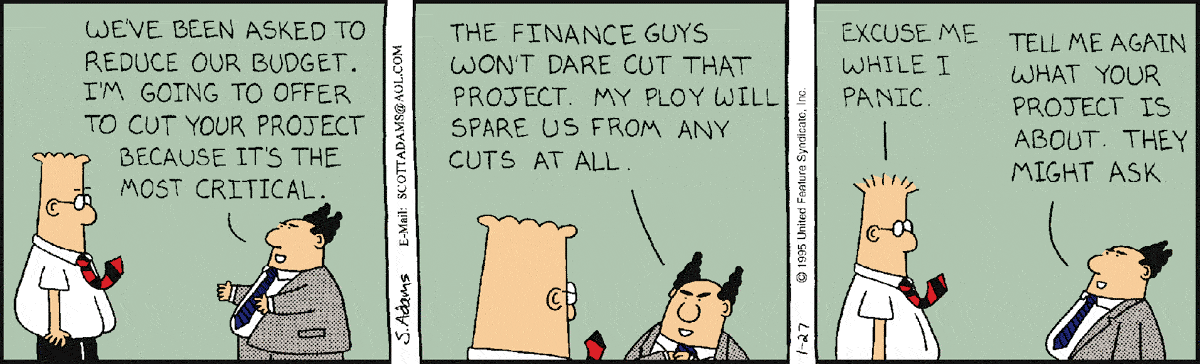 WE'VE BEEN ASKED TO
REDUCE OUR BUDGET.
I'M GOING TO OFFER
TO CUT YOUR PROJECT
BECAUSE IT'S THE
MOST CRITICAL.
S. Adams
E-Mail: SCOTTADAMS@AOL.COM
THE FINANCE GUYS
WON'T DARE CUT THAT
PROJECT. MY PLOY WILL
SPARE US FROM ANY
CUTS AT ALL.
1-27
© 1995 United Feature Syndicate, Inc.
EXCUSE ME
WHILE I
PANIC.
TELL ME AGAIN
WHAT YOUR
PROJECT IS
ABOUT. THEY
MIGHT ASK